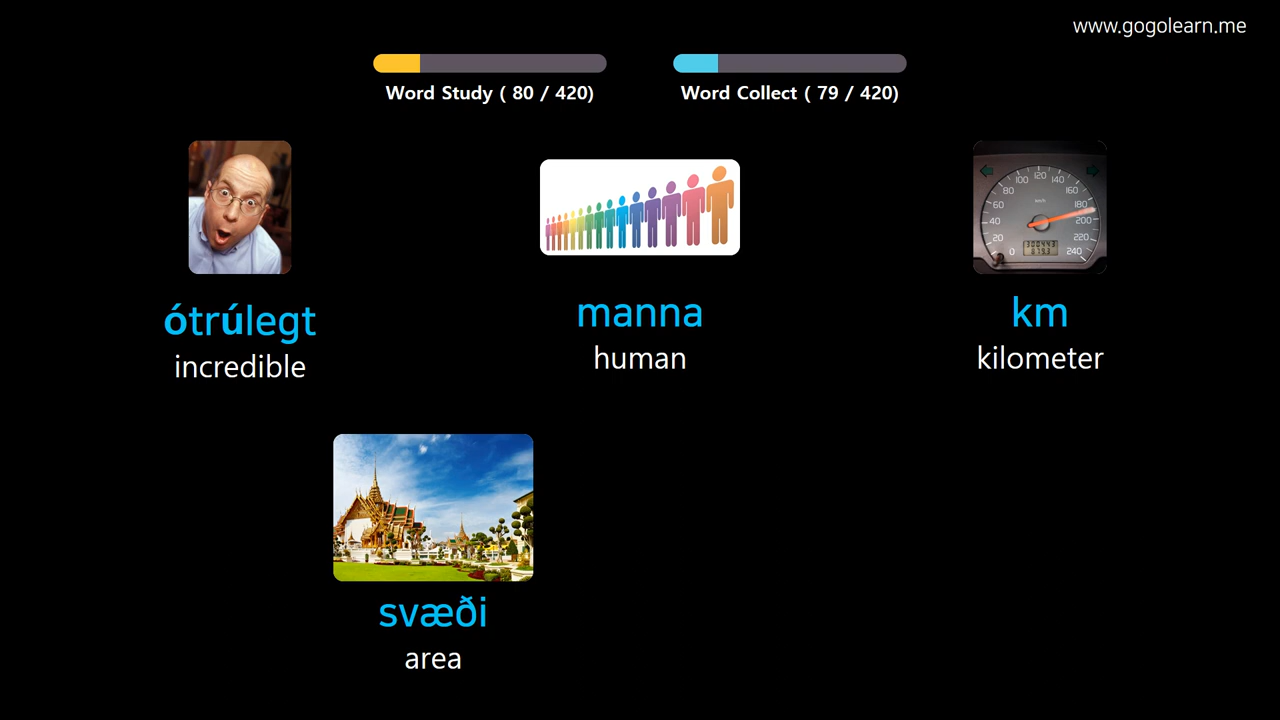 www.gogolearn.me
Word Study ( 80 / 420)
Word Collect ( 79 / 420)
ótrúlegt
incredible
manna
human
km
kilometer
svæði
area